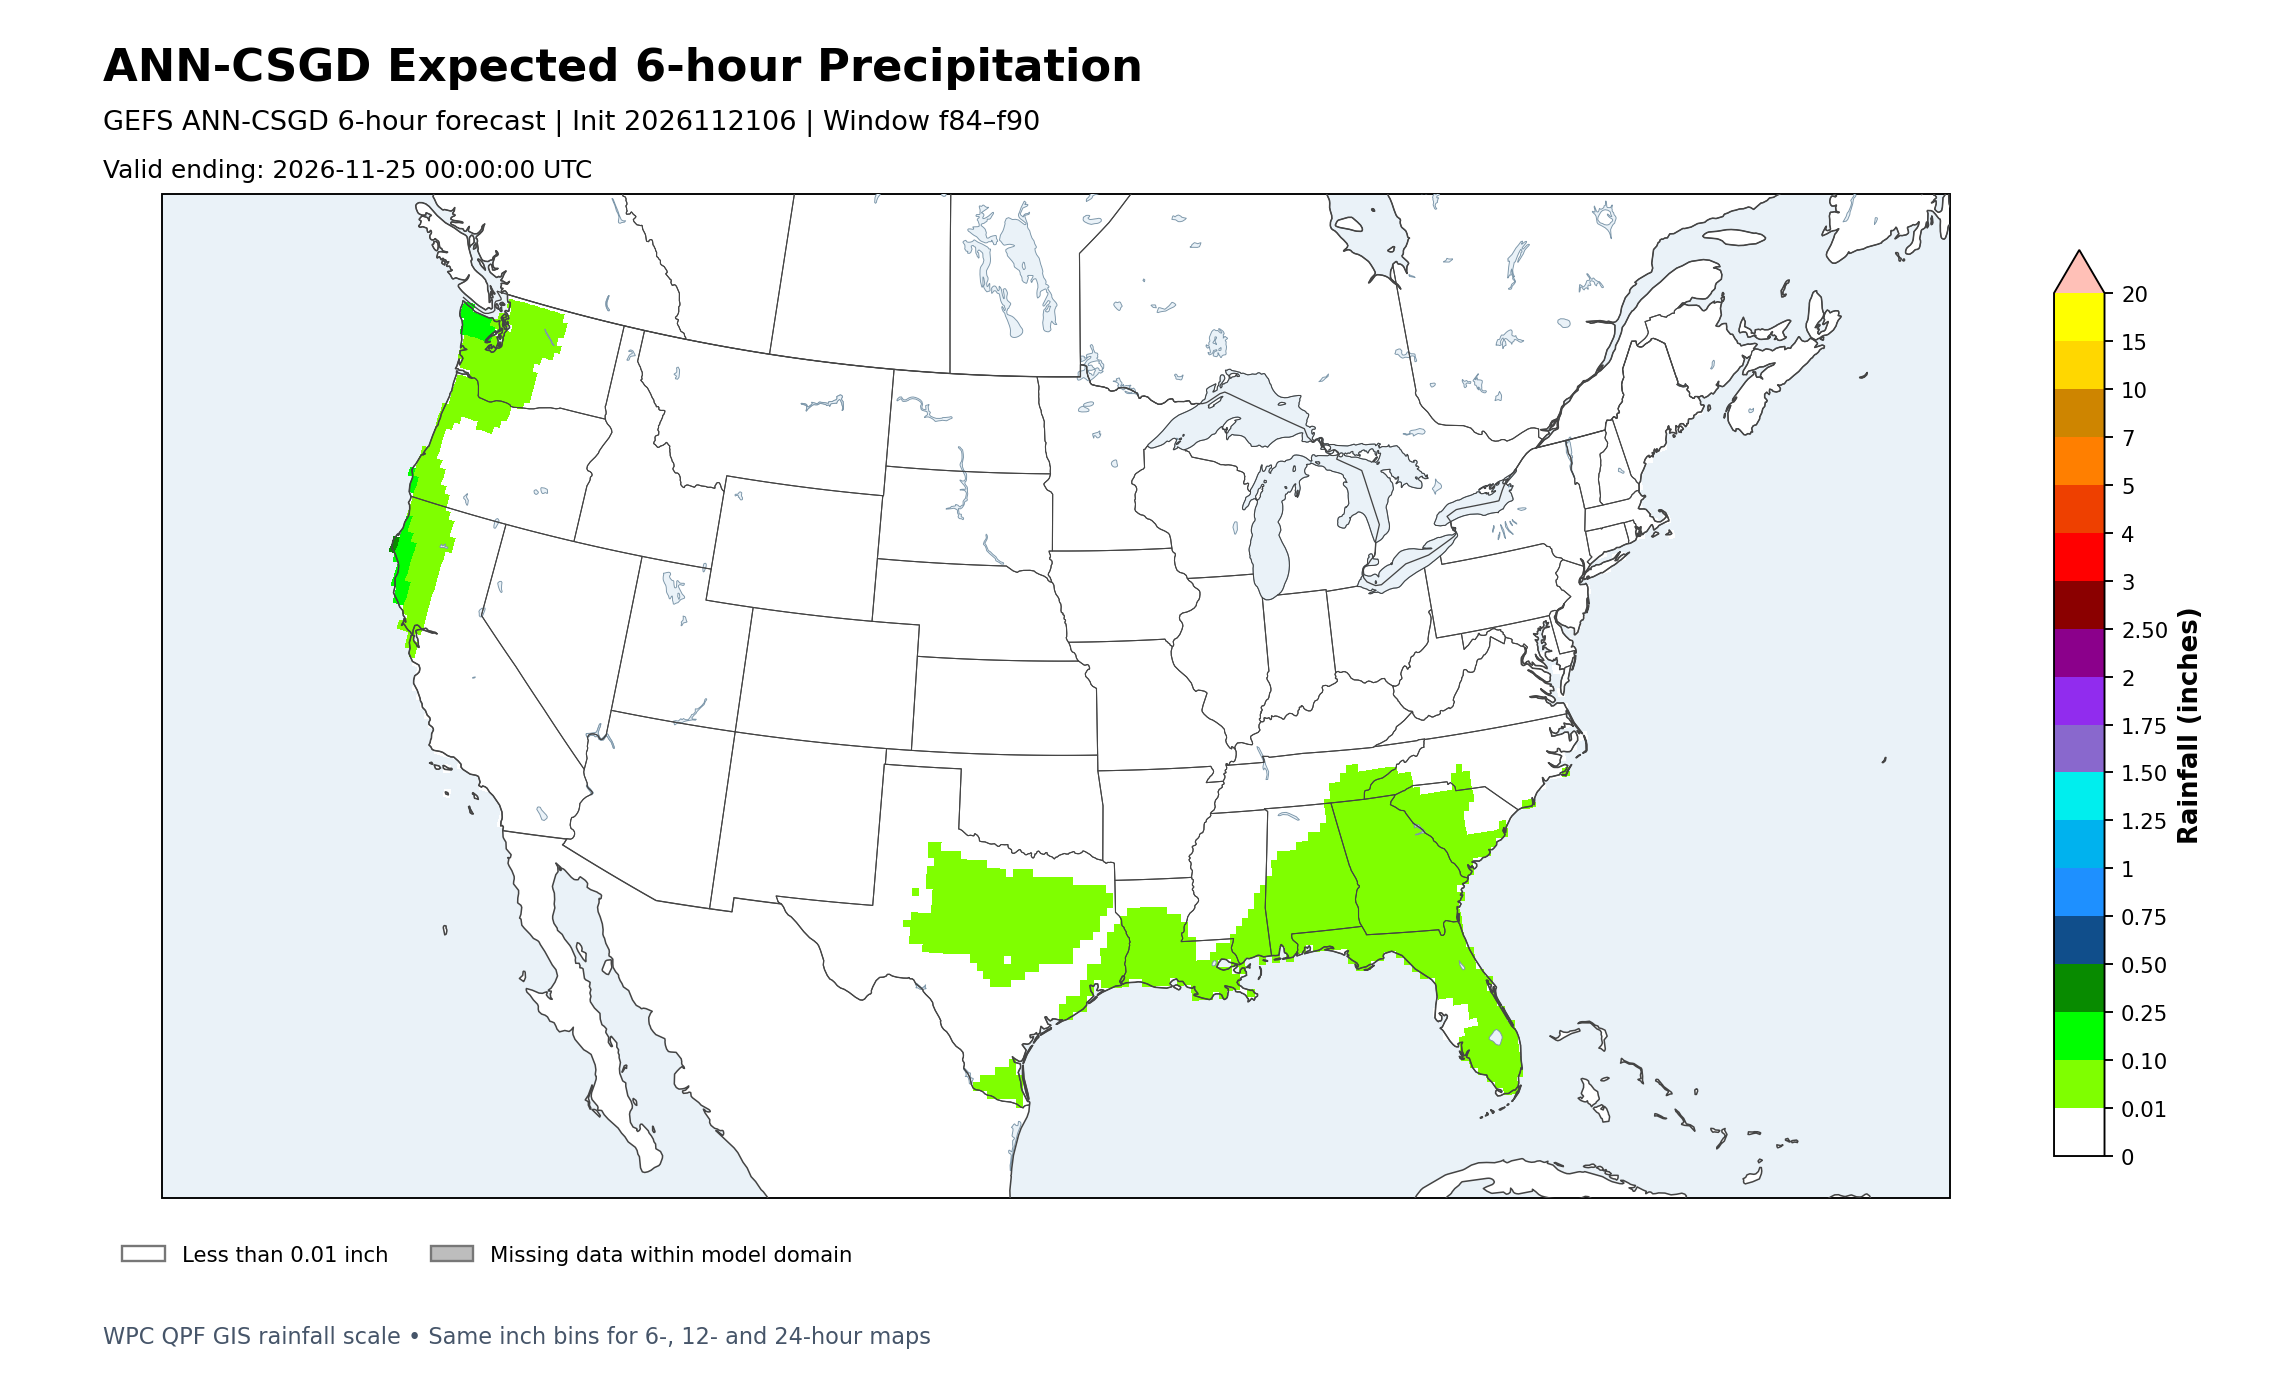 ANN-CSGD Expected 6-hour Precipitation
GEFS ANN-CSGD 6-hour forecast | Init 2026112106 | Window f84–f90
Valid ending: 2026-11-25 00:00:00 UTC
20
15
10
7
5
4
3
2.50
2
1.75
1.50
1.25
1
0.75
0.50
0.25
0.10
0.01
0
Rainfall (inches)
Less than 0.01 inch
Missing data within model domain
WPC QPF GIS rainfall scale • Same inch bins for 6-, 12- and 24-hour maps